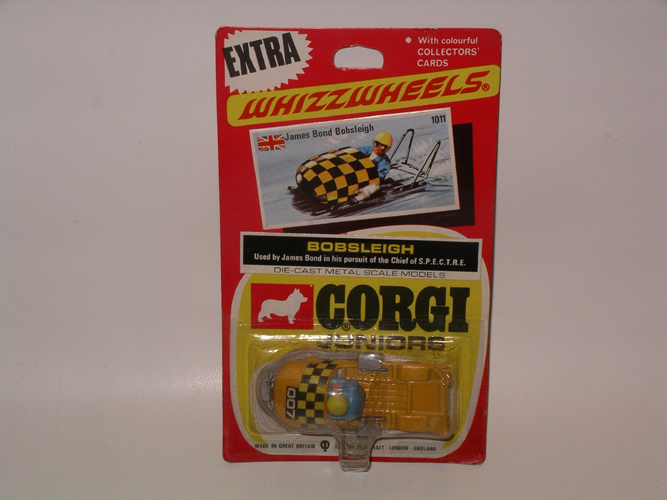 EXTRA
• With colourful
COLLECTORS'
CARDS
WHIZZWHEELS®
James Bond Bobsleigh
1011
BOBSLEIGH
Used by James Bond in his pursuit of the Chief of S.P.E.C.T.R.E.
DIE-CAST METAL SCALE MODELS
CORGI
®
JUNIORS
007
MADE IN GREAT BRITAIN
LONDON · ENGLAND